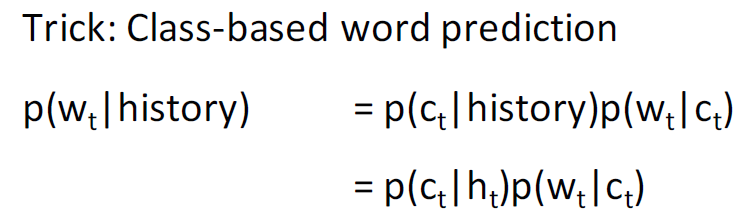 Trick: Class-based word prediction
p(wₜ|history) = p(cₜ|history)p(wₜ|cₜ)
= p(cₜ|hₜ)p(wₜ|cₜ)